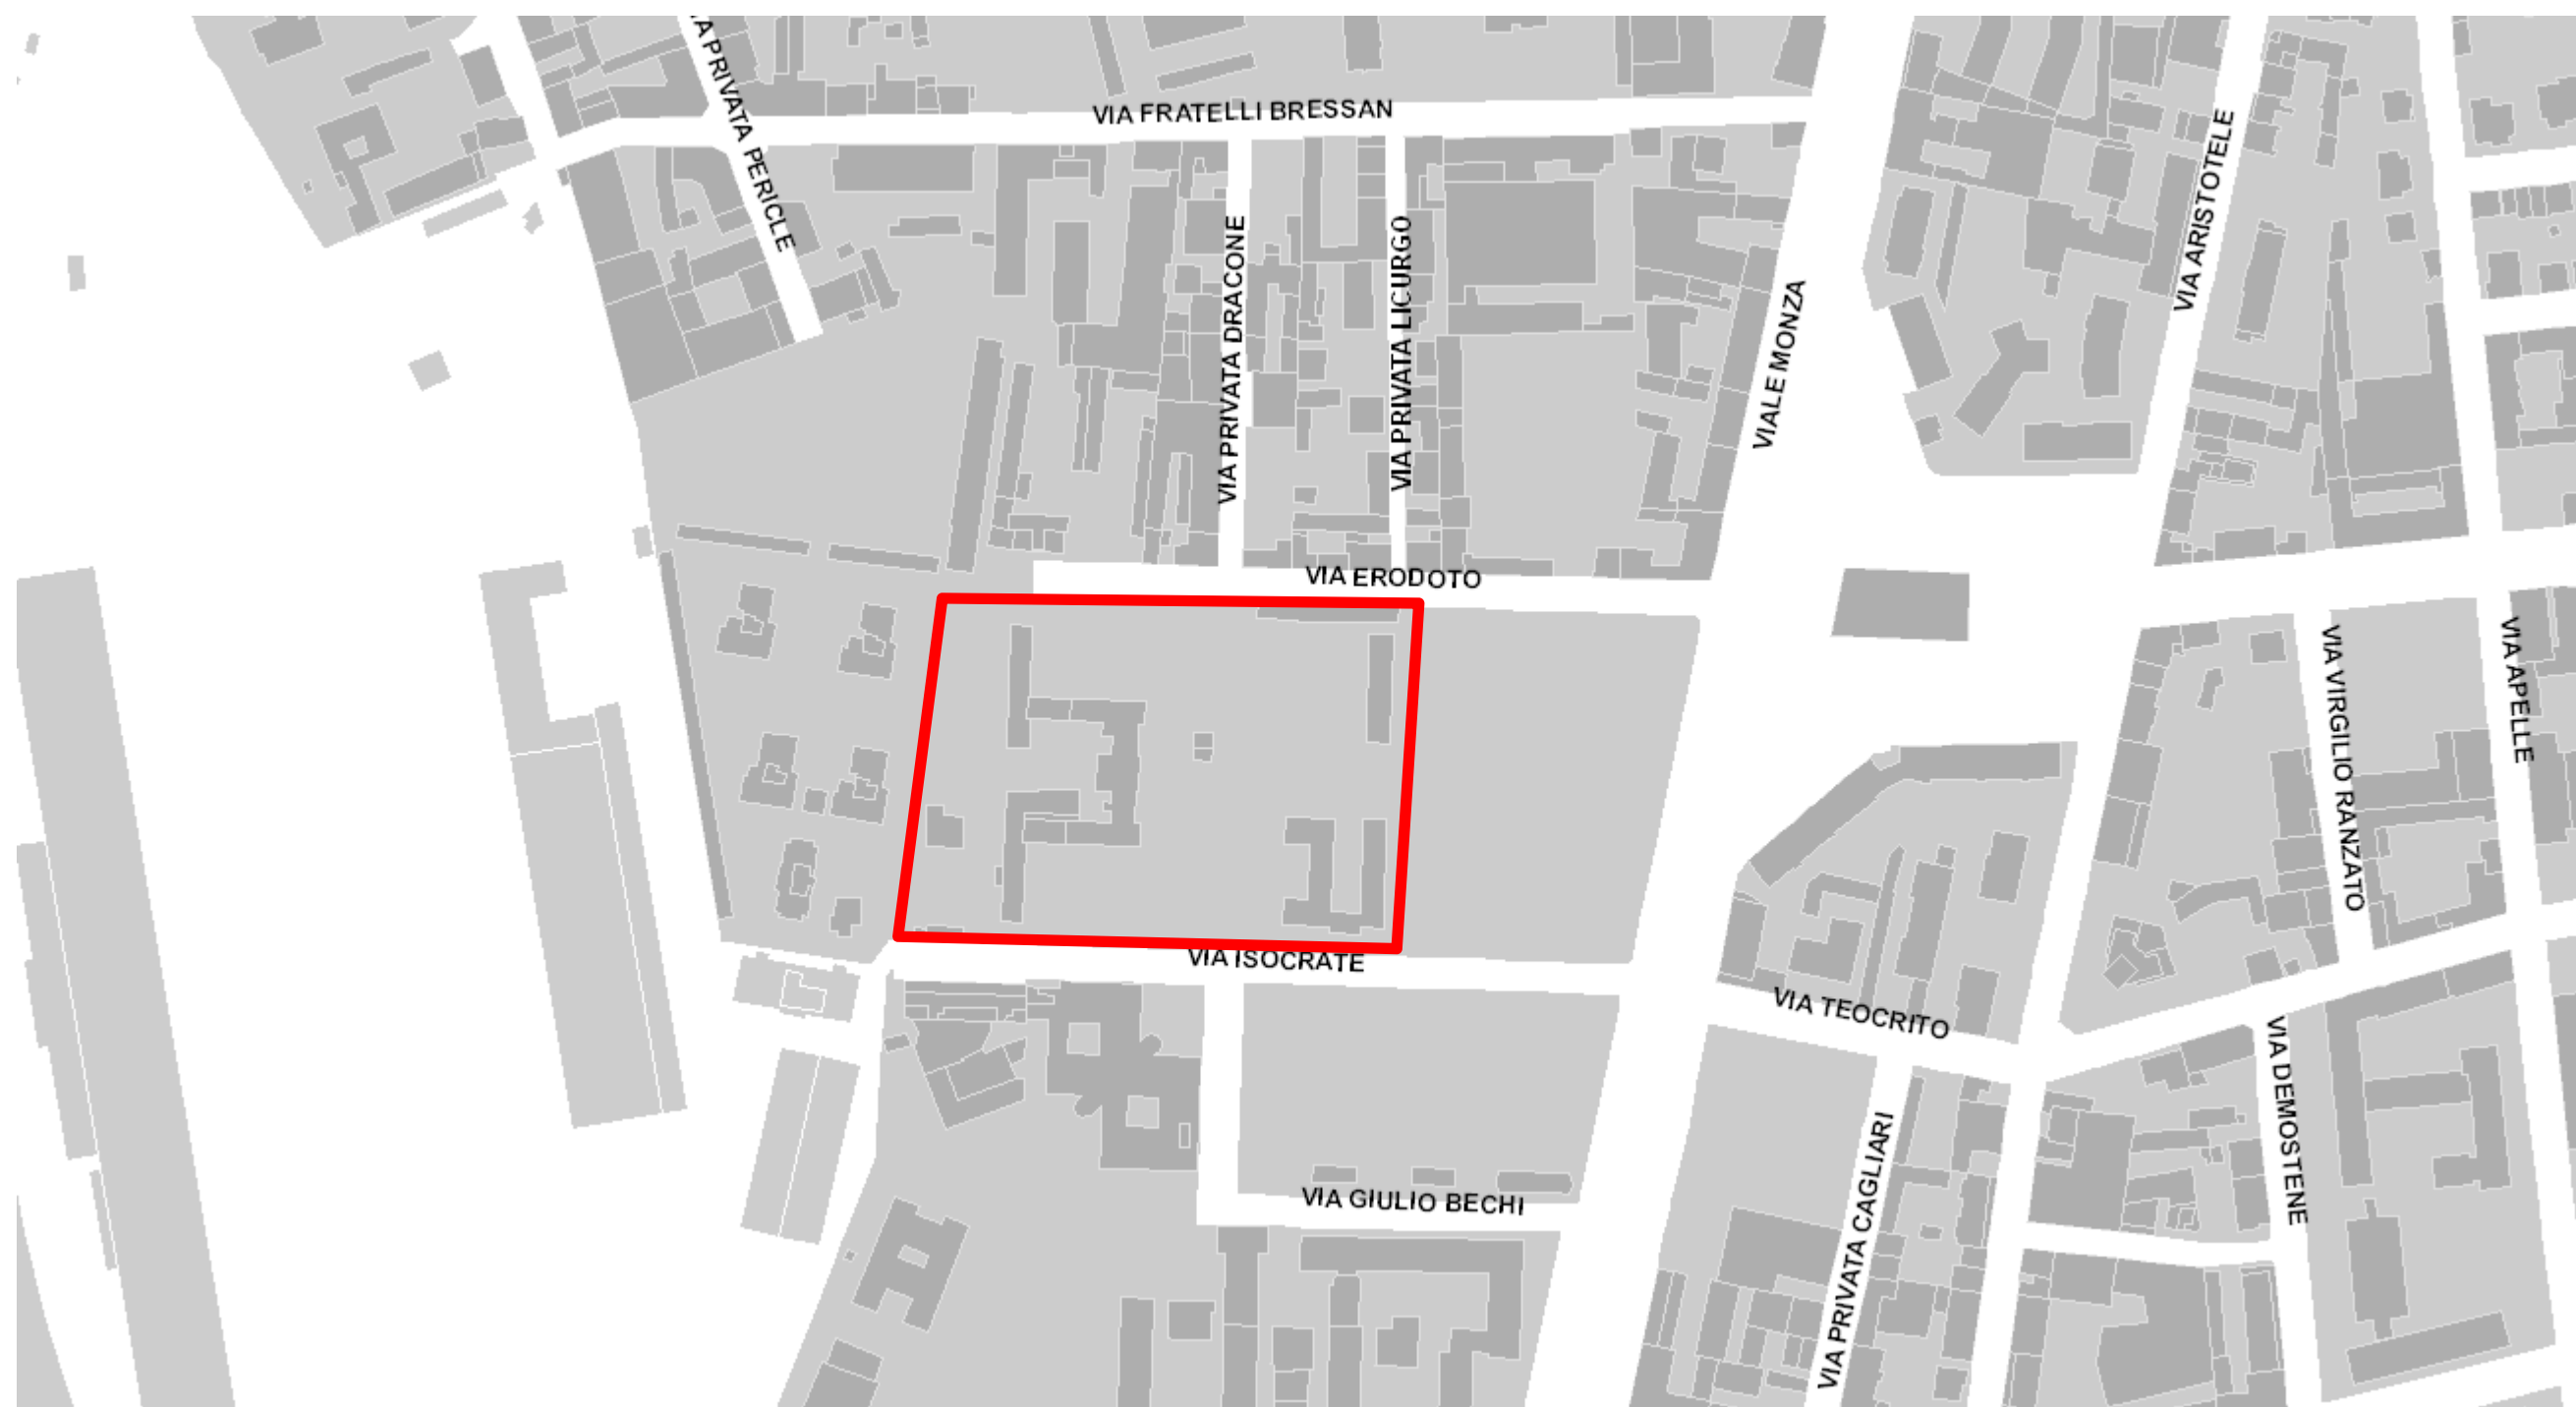 VIA PRIVATA PERICLE
VIA FRATELLI BRESSAN
VIA ARISTOTELE
VIA PRIVATA DRACONE
VIA PRIVATA LICURGO
VIALE MONZA
VIA ERODOTO
VIA VIRGILIO RANZATO
VIA APELLE
VIA ISOCRATE
VIA TEOCRITO
VIA DEMOSTENE
VIA PRIVATA CAGLIARI
VIA GIULIO BECHI